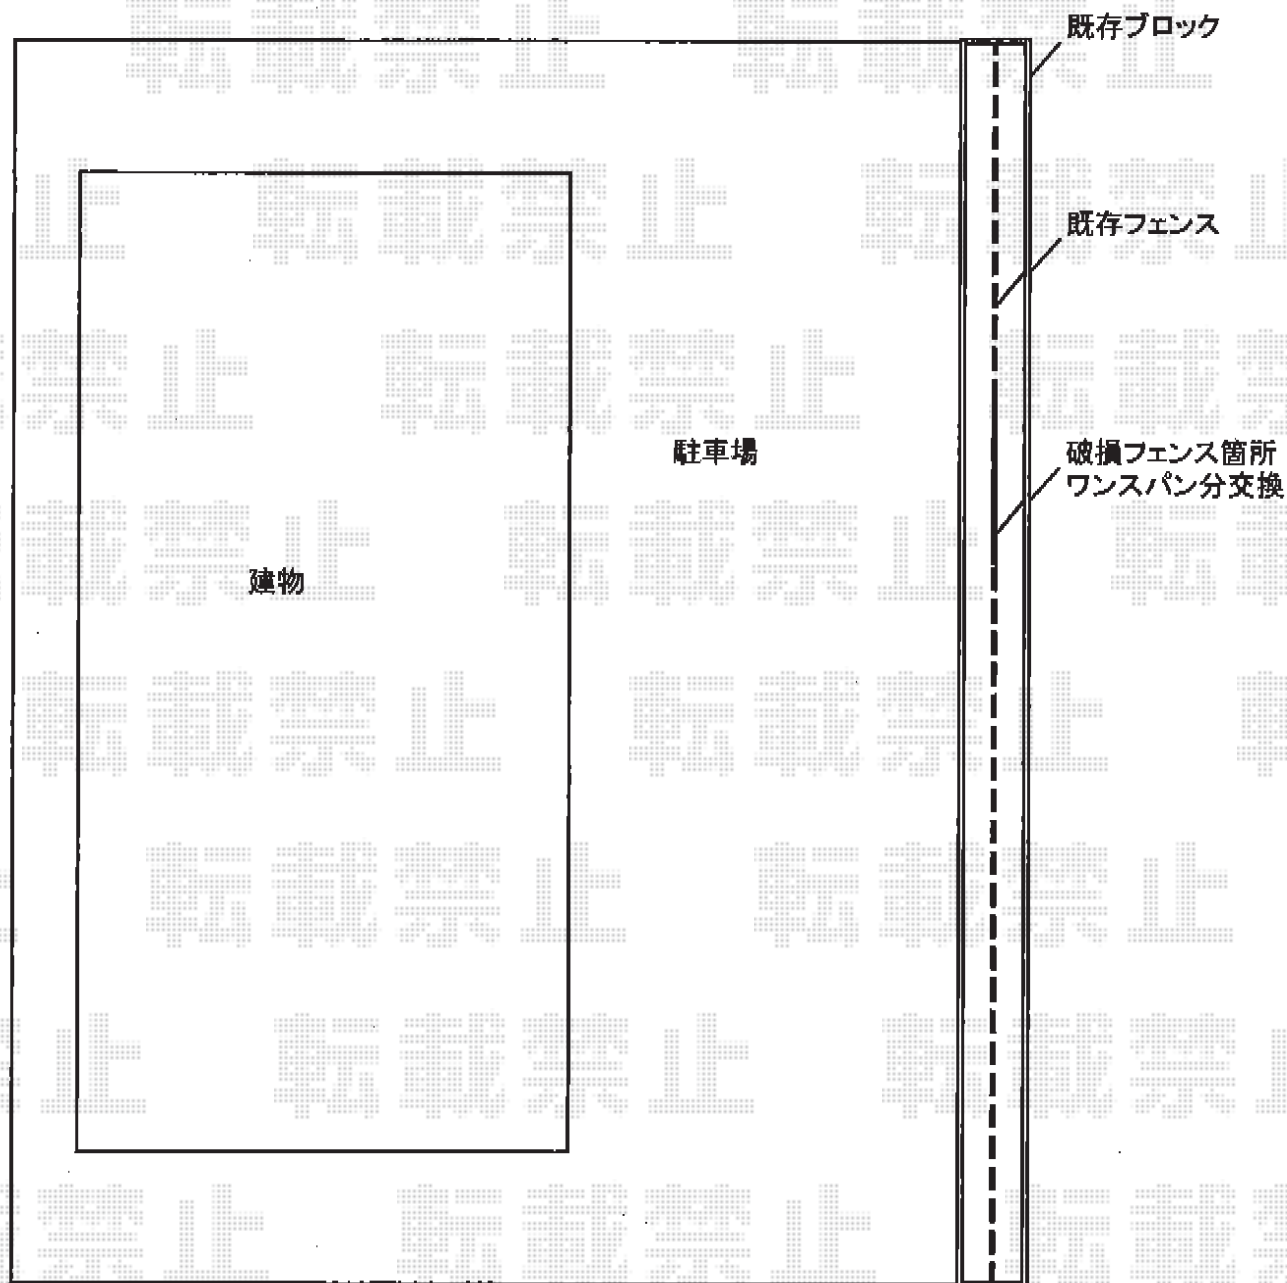 既存ブロック
既存フェンス
駐車場
破損フェンス箇所
ワンスパン分交換
建物
転載禁止